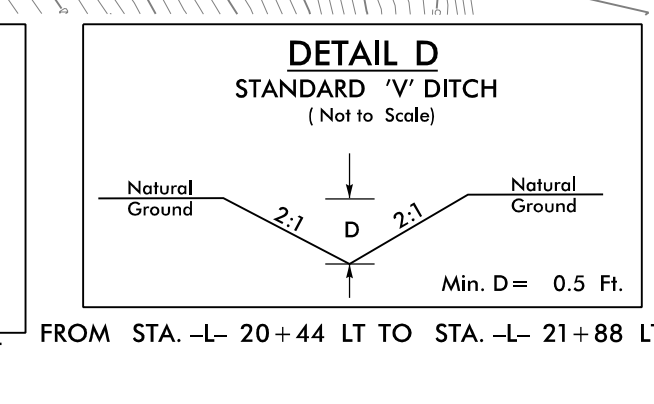 DETAIL D
STANDARD 'V' DITCH
( Not to Scale)
Natural
Ground
2:1
D
2:1
Natural
Ground
Min. D= 0.5 Ft.
FROM STA. –L– 20+44 LT TO STA. –L– 21+88 LT